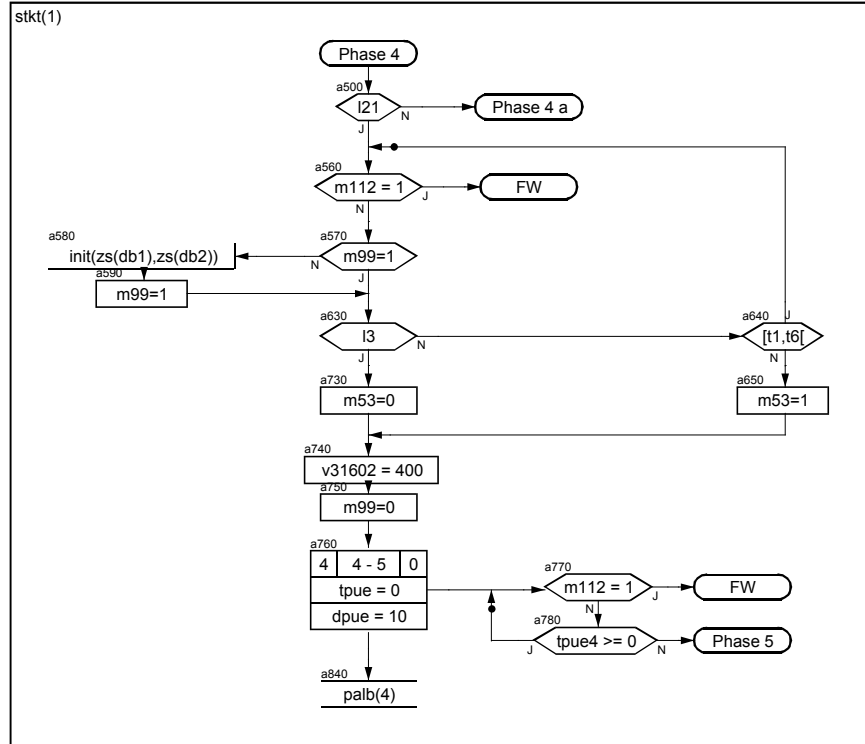 stkt(1)
Phase 4
a500
l21
N
Phase 4 a
J
a560
m112 = 1
J
FW
N
a580
init(zs(db1),zs(db2))
a570
m99=1
N
J
a590
m99=1
a630
l3
N
J
a640
[t1,t6[
J
N
a730
m53=0
a650
m53=1
a740
v31602 = 400
a750
m99=0
a760
4 4 - 5 0
tpue = 0
dpue = 10
a770
m112 = 1
J
FW
N
a780
tpue4 >= 0
J
N
Phase 5
a840
palb(4)